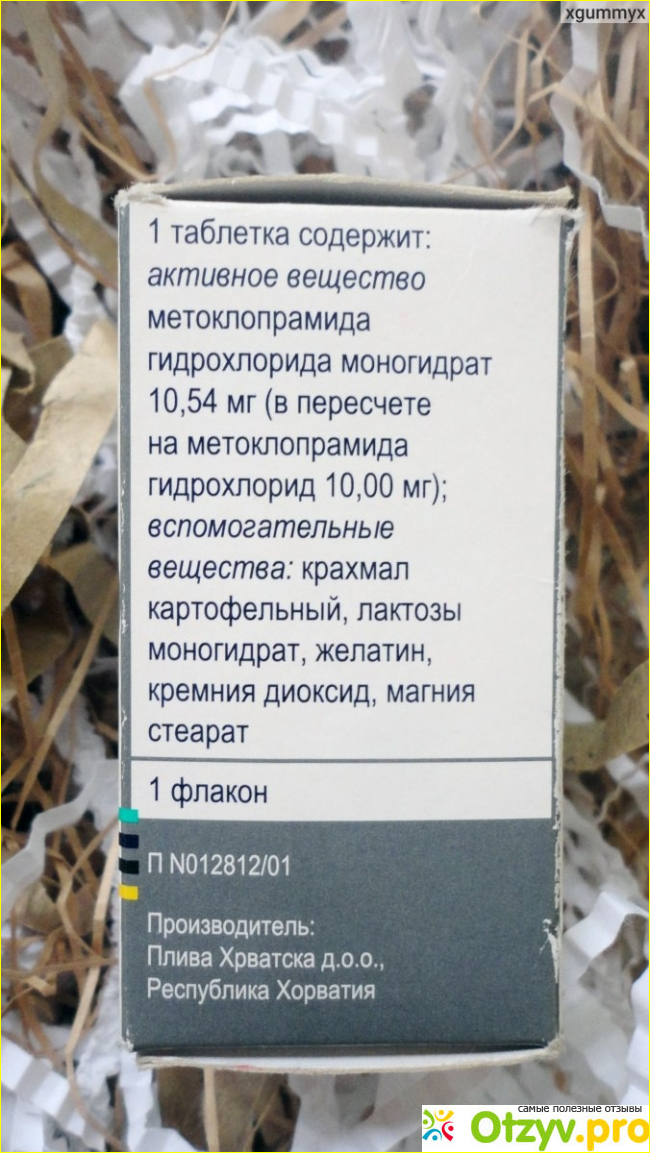 xgummyx
1 таблетка содержит:
активное вещество
метоклопрамида
гидрохлорида моногидрат
10,54 мг (в пересчете
на метоклопрамида
гидрохлорид 10,00 мг);
вспомогательные
вещества: крахмал
картофельный, лактозы
моногидрат, желатин,
кремния диоксид, магния
стеарат
1 флакон
П N012812/01
Производитель:
Плива Хрватска д.о.о.,
Республика Хорватия
самые полезные отзывы
Otzyv.pro